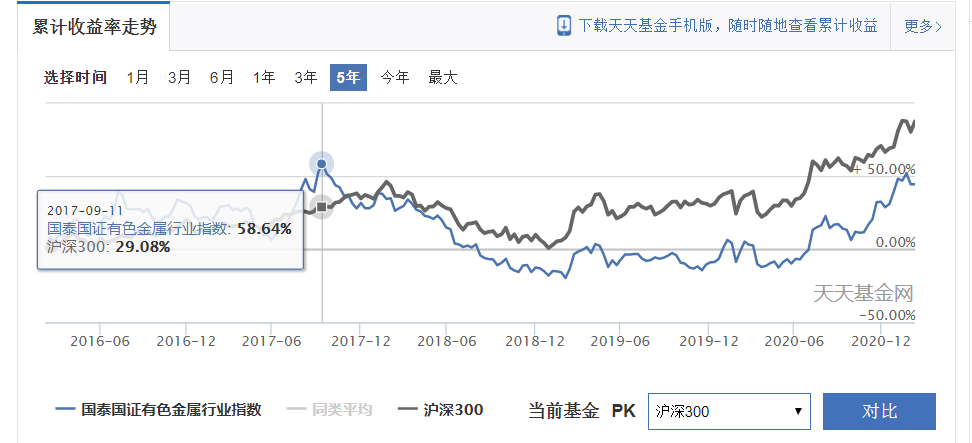 累计收益率走势
下载天天基金手机版，随时随地查看累计收益
更多>
选择时间 1月 3月 6月 1年 3年 5年 今年 最大
+ 50.00%
2017-09-11
国泰国证有色金属行业指数: 58.64%
沪深300: 29.08%
0.00%
天天基金网
-50.00%
2016-06 2016-12 2017-06 2017-12 2018-06 2018-12 2019-06 2019-12 2020-06 2020-12
国泰国证有色金属行业指数 同类平均 沪深300 当前基金 PK 沪深300 对比